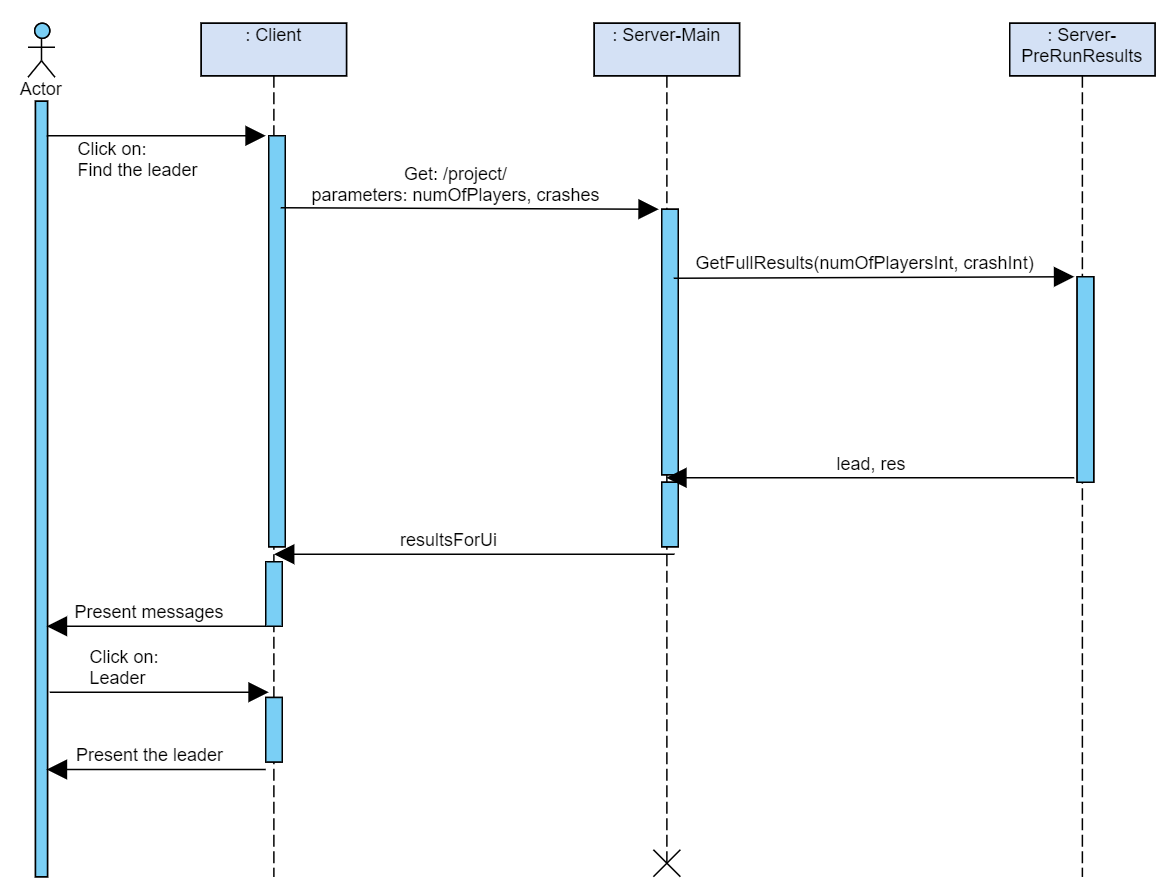 : Client
: Server-Main
: Server-
PreRunResults
Actor
Click on:
Find the leader
Get: /project/
parameters: numOfPlayers, crashes
GetFullResults(numOfPlayersInt, crashInt)
lead, res
resultsForUi
Present messages
Click on:
Leader
Present the leader